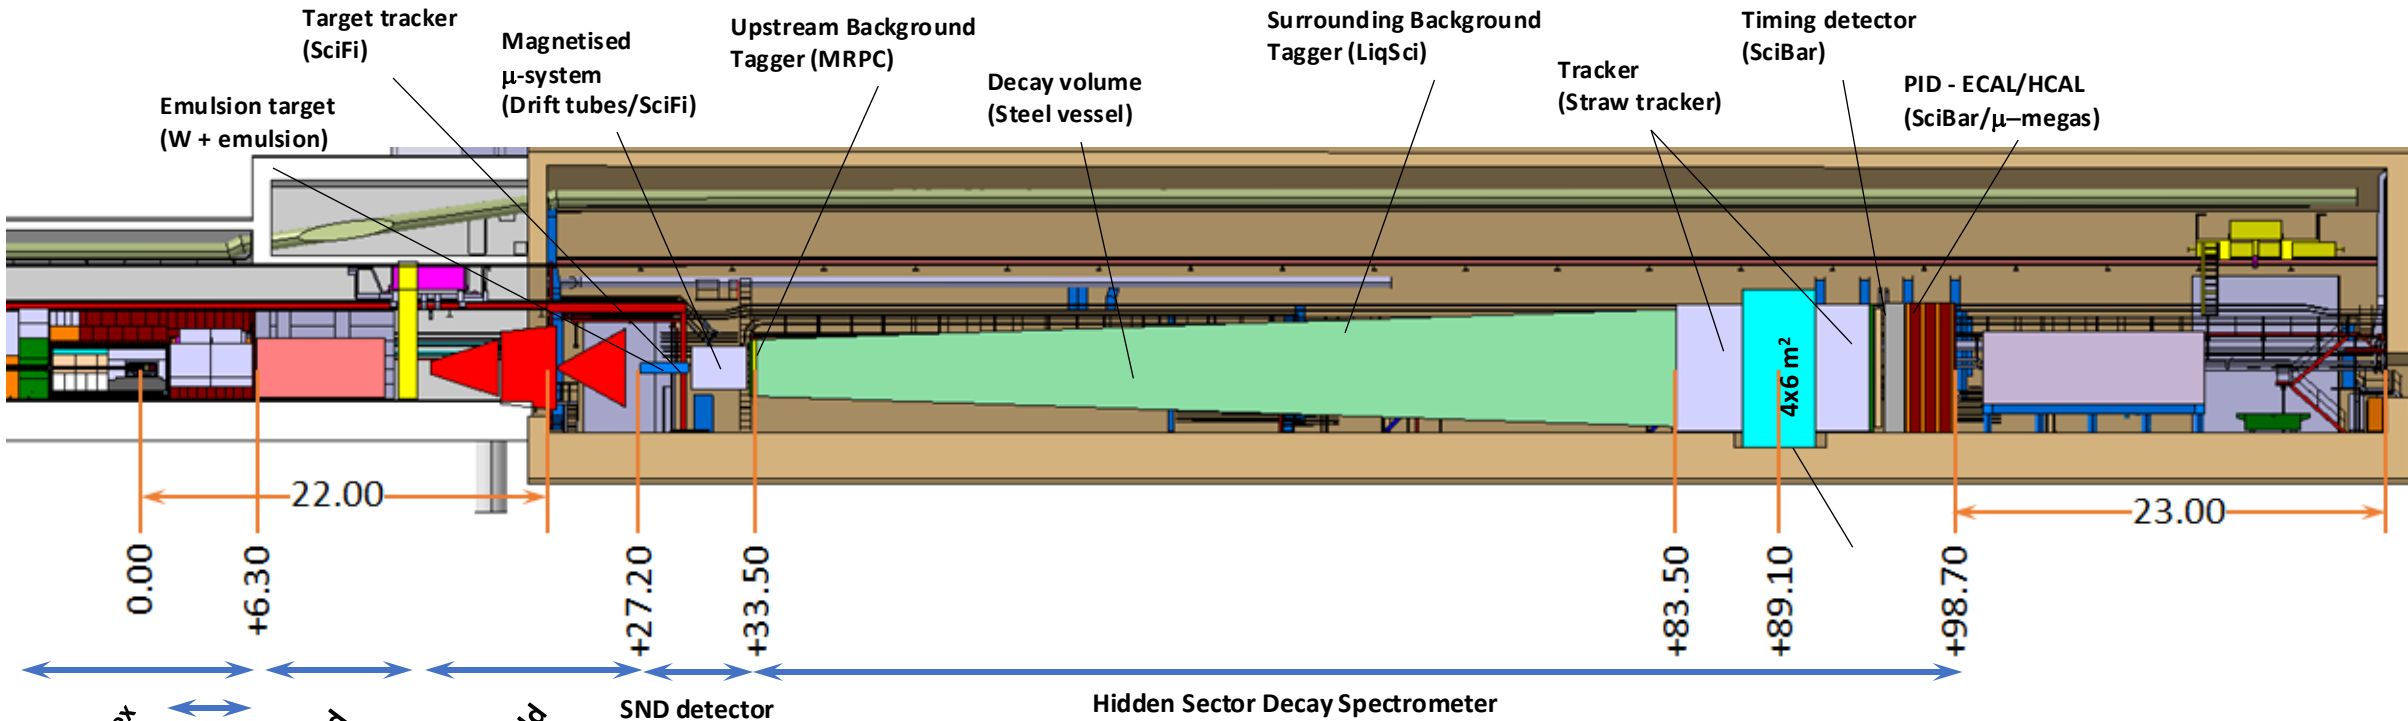 Target tracker
(SciFi)
Magnetised
μ-system
(Drift tubes/SciFi)
Upstream Background
Tagger (MRPC)
Surrounding Background
Tagger (LiqSci)
Timing detector
(SciBar)
Emulsion target
(W + emulsion)
Decay volume
(Steel vessel)
Tracker
(Straw tracker)
PID - ECAL/HCAL
(SciBar/μ–megas)
4x6 m²
22.00
23.00
0.00
+6.30
+27.20
+33.50
+83.50
+89.10
+98.70
SND detector
Hidden Sector Decay Spectrometer